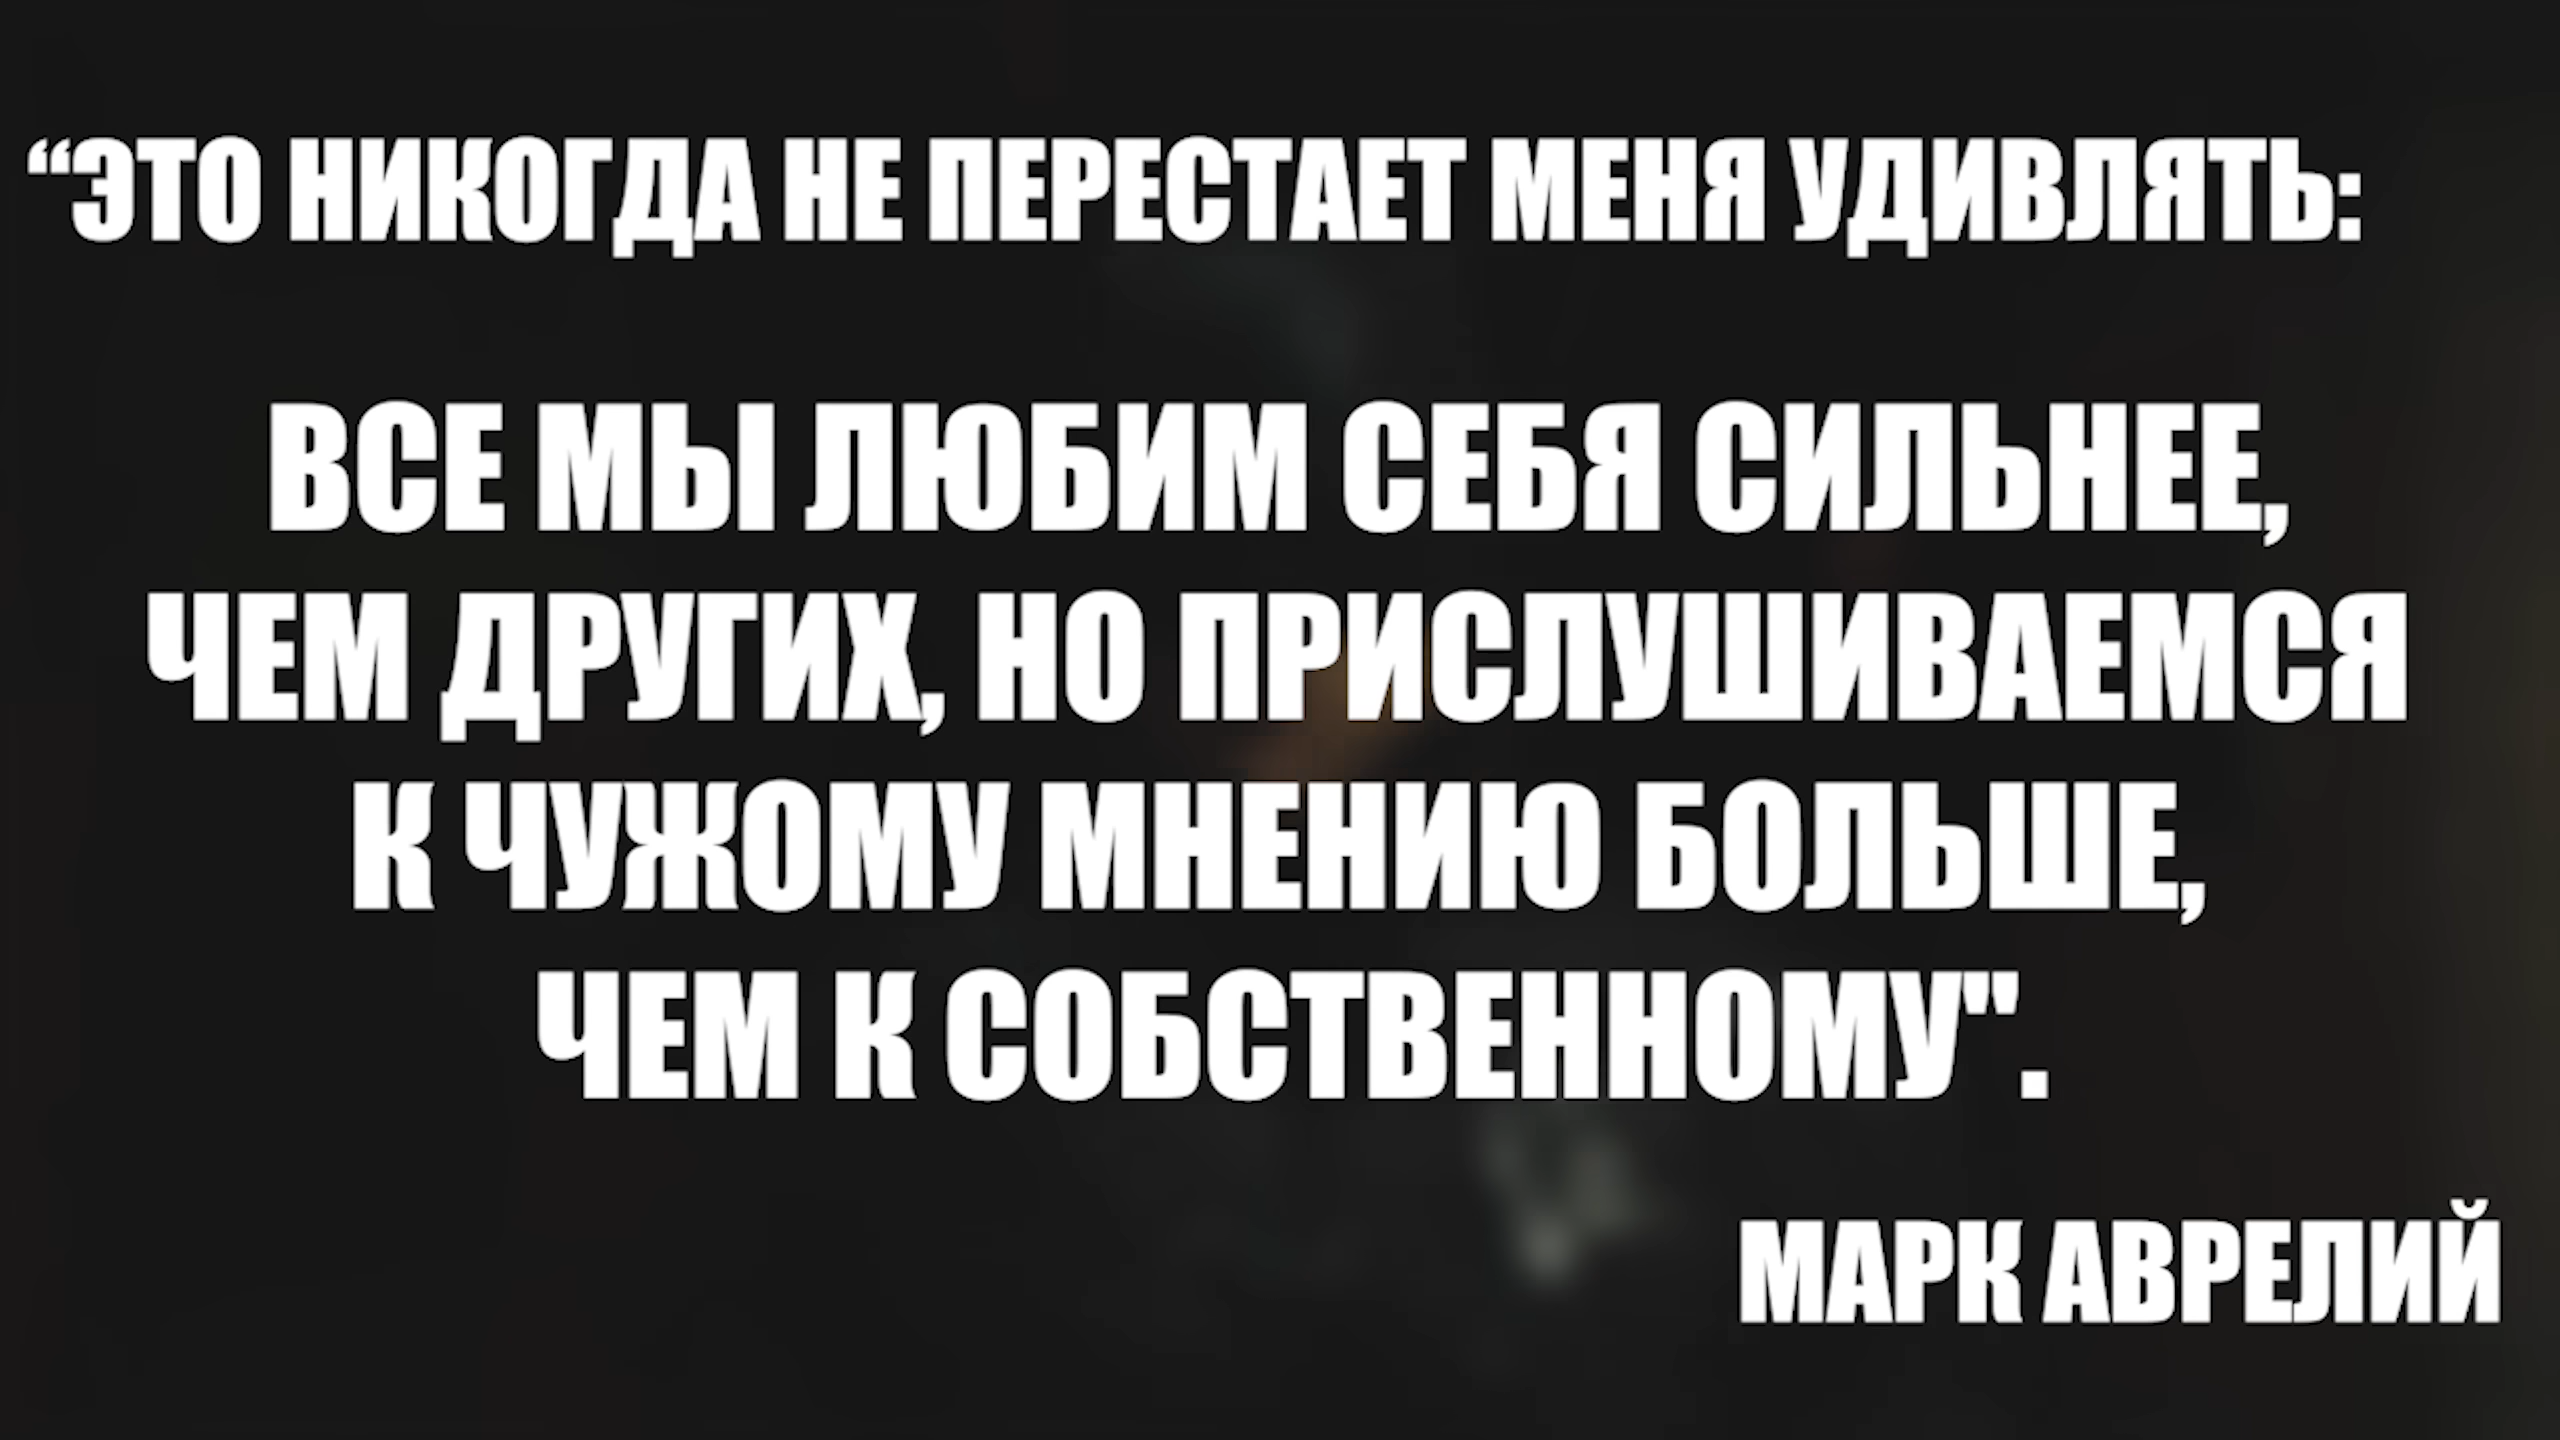 “ЭТО НИКОГДА НЕ ПЕРЕСТАЕТ МЕНЯ УДИВЛЯТЬ:
ВСЕ МЫ ЛЮБИМ СЕБЯ СИЛЬНЕЕ,
ЧЕМ ДРУГИХ, НО ПРИСЛУШИВАЕМСЯ
К ЧУЖОМУ МНЕНИЮ БОЛЬШЕ,
ЧЕМ К СОБСТВЕННОМУ".
МАРК АВРЕЛИЙ